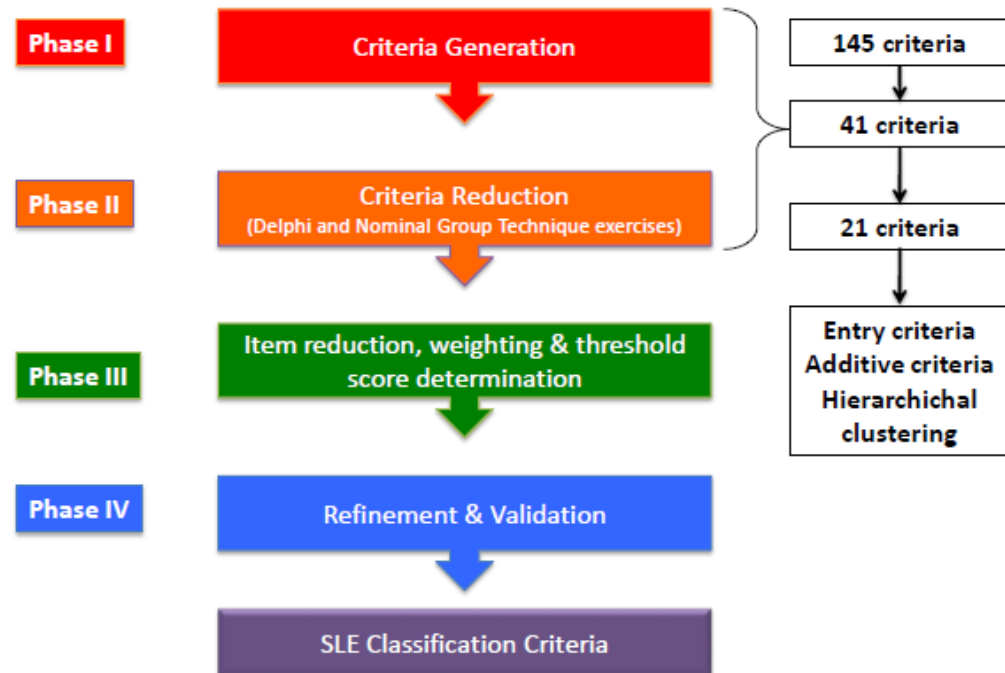 Phase I
Criteria Generation
145 criteria
41 criteria
Phase II
Criteria Reduction
(Delphi and Nominal Group Technique exercises)
21 criteria
Phase III
Item reduction, weighting & threshold
score determination
Entry criteria
Additive criteria
Hierarchichal
clustering
Phase IV
Refinement & Validation
SLE Classification Criteria